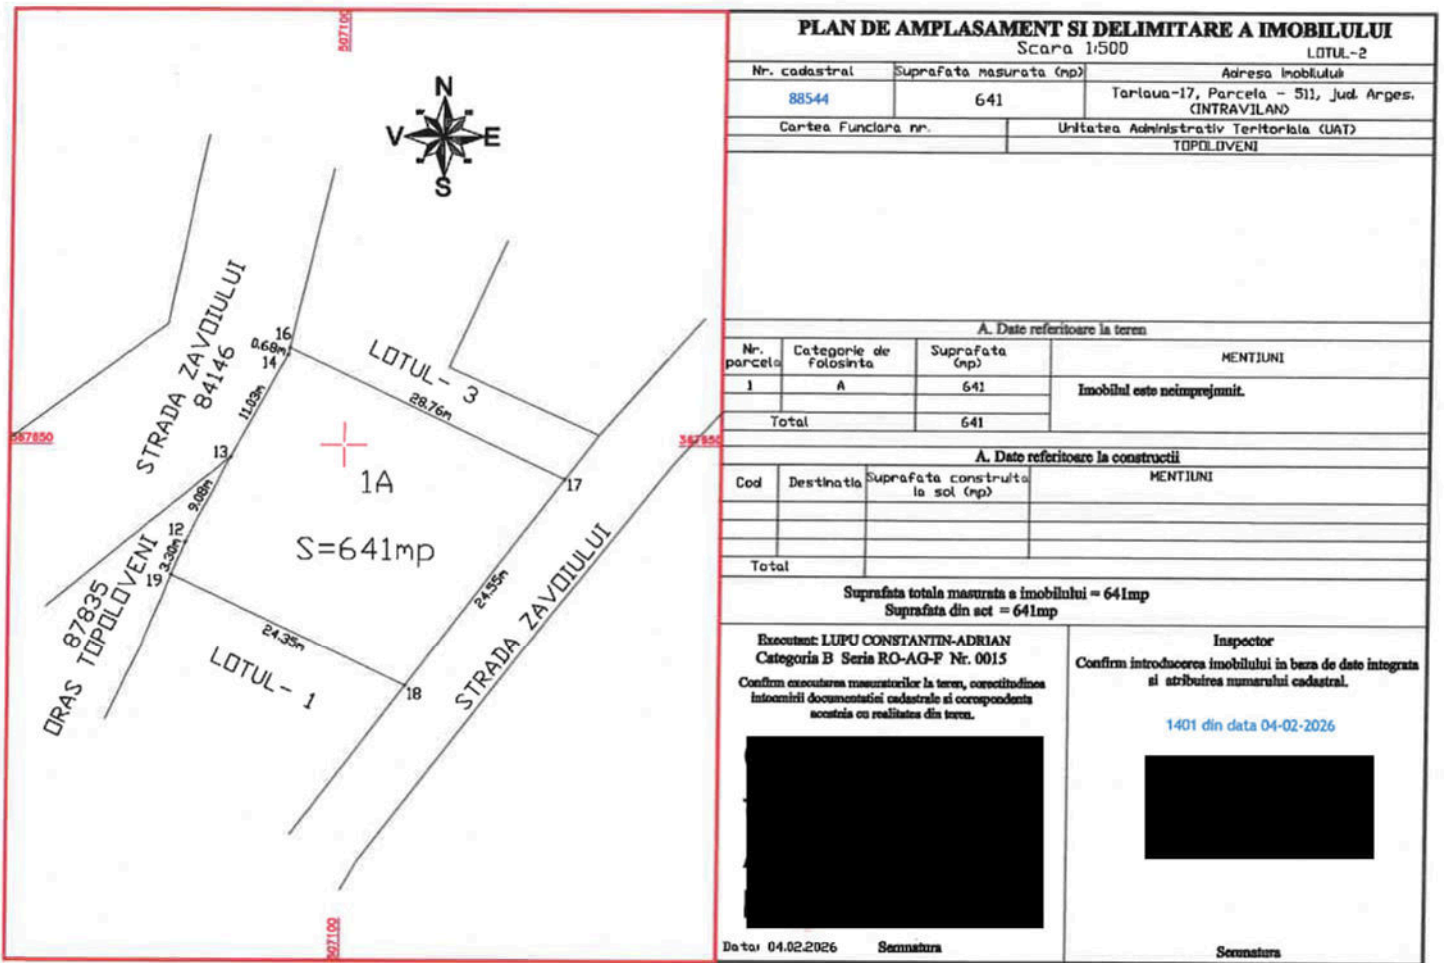 507100
N
V
E
S
STRADA ZAVOIULUI
84146
16
0.68m
14
11.03m
LOTUL- 3
28.76m
367850
367850
13
1A
17
9.08m
12
S=641mp
3.30m
19
ORAS TOPOLOVENI
87835
24.35m
24.55m
LOTUL- 1
18
STRADA ZAVOIULUI
507100
PLAN DE AMPLASAMENT SI DELIMITARE A IMOBILULUI
Scara 1:500
LOTUL-2
Nr. cadastral
Suprafata masurata (mp)
Adresa Imobilului
88544
641
Tarlaua-17, Parcela - 511, jud. Arges.
(INTRAVILAN)
Cartea Funciara nr.
Unitatea Administrativ Teritoriala (UAT)
TOPOLOVENI
A. Date referitoare la teren
Nr. parcela
Categorie de folosinta
Suprafata (mp)
MENTIUNI
1
A
641
Imobilul este neimprejmuit.
Total
641
A. Date referitoare la constructii
Cod
Destinatia
Suprafata construita la sol (mp)
MENTIUNI
Total
Suprafata totala masurata a imobilului = 641mp
Suprafata din act = 641mp
Executant: LUPU CONSTANTIN-ADRIAN
Categoria B Seria RO-AG-F Nr. 0015
Confirm executarea masuratorilor la teren, corectitudinea
intocmirii documentatiei cadastrale si corespondenta
acesteia cu realitatea din teren.
Data: 04.02.2026
Semnatura
Inspector
Confirm introducerea imobilului in baza de date integrata
si atribuirea numarului cadastral.
1401 din data 04-02-2026
Semnatura